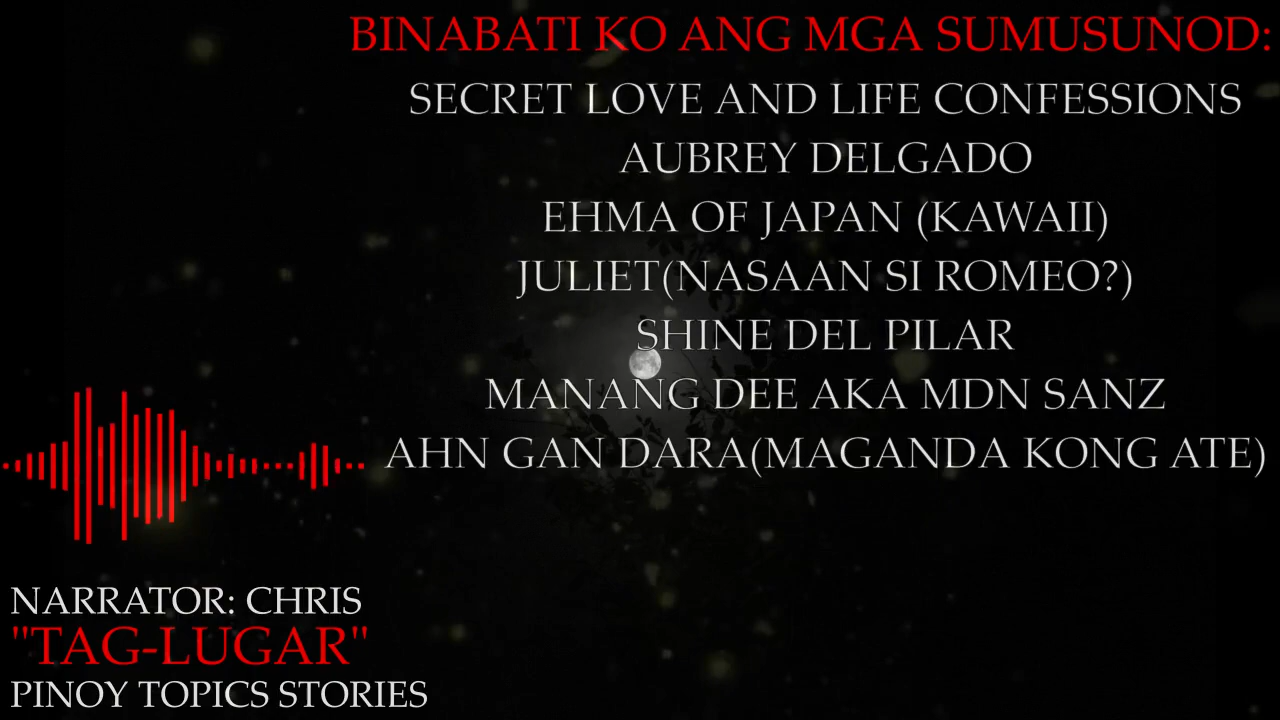 BINABATI KO ANG MGA SUMUSUNOD:
SECRET LOVE AND LIFE CONFESSIONS
AUBREY DELGADO
EHMA OF JAPAN (KAWAII)
JULIET(NASAAN SI ROMEO?)
SHINE DEL PILAR
MANANG DEE AKA MDN SANZ
AHN GAN DARA(MAGANDA KONG ATE)
NARRATOR: CHRIS
"TAG-LUGAR"
PINOY TOPICS STORIES